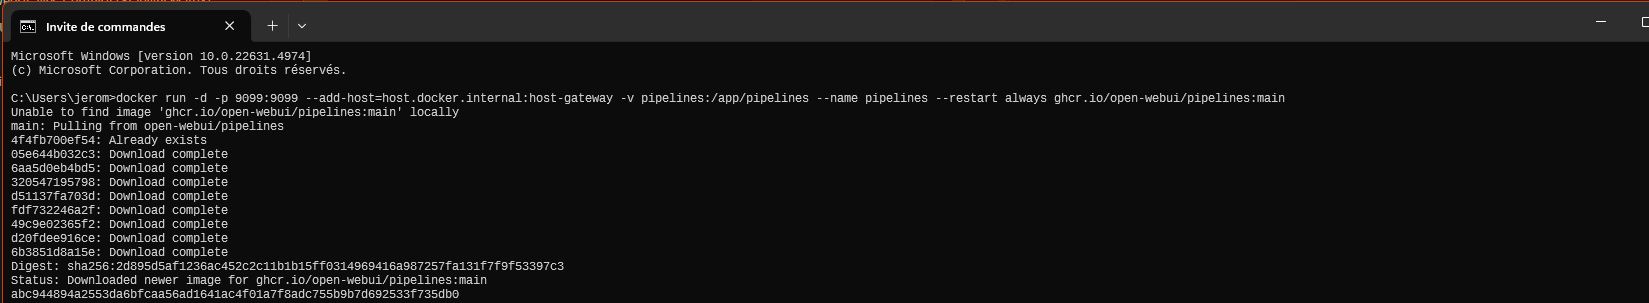 Invite de commandes
Microsoft Windows [version 10.0.22631.4974]
(c) Microsoft Corporation. Tous droits réservés.
C:\Users\jerom>docker run -d -p 9099:9099 --add-host=host.docker.internal:host-gateway -v pipelines:/app/pipelines --name pipelines --restart always ghcr.io/open-webui/pipelines:main
Unable to find image 'ghcr.io/open-webui/pipelines:main' locally
main: Pulling from open-webui/pipelines
4f4fb700ef54: Already exists
05e644b032c3: Download complete
6aa5d0eb4bd5: Download complete
320547195798: Download complete
d51137fa703d: Download complete
fdf732246a2f: Download complete
49c9e02365f2: Download complete
d20fdee916ce: Download complete
6b3851d8a15e: Download complete
Digest: sha256:2d895d5af1236ac452c2c11b1b15ff0314969416a987257fa131f7f9f53397c3
Status: Downloaded newer image for ghcr.io/open-webui/pipelines:main
abc944894a2553da6bfcaa56ad1641ac4f01a7f8adc755b9b7d692533f735db0